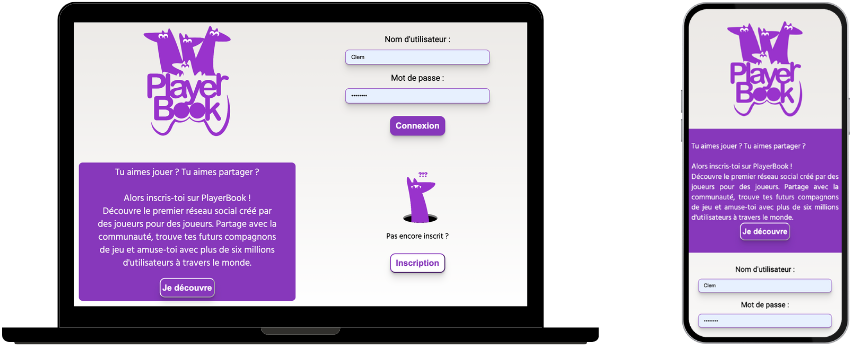 Player
Book
Nom d'utilisateur :
Clem
Mot de passe :
••••••••
Connexion
Tu aimes jouer ? Tu aimes partager ?
Alors inscris-toi sur PlayerBook !
Découvre le premier réseau social créé par
des joueurs pour des joueurs. Partage avec la
communauté, trouve tes futurs compagnons
de jeu et amuse-toi avec plus de six millions
d'utilisateurs à travers le monde.
Je découvre
???
Pas encore inscrit ?
Inscription
Player
Book
Tu aimes jouer ? Tu aimes partager ?
Alors inscris-toi sur PlayerBook !
Découvre le premier réseau social créé par des
joueurs pour des joueurs. Partage avec la
communauté, trouve tes futurs compagnons
de jeu et amuse-toi avec plus de six millions
d'utilisateurs à travers le monde.
Je découvre
Nom d'utilisateur :
Clem
Mot de passe :
••••••••